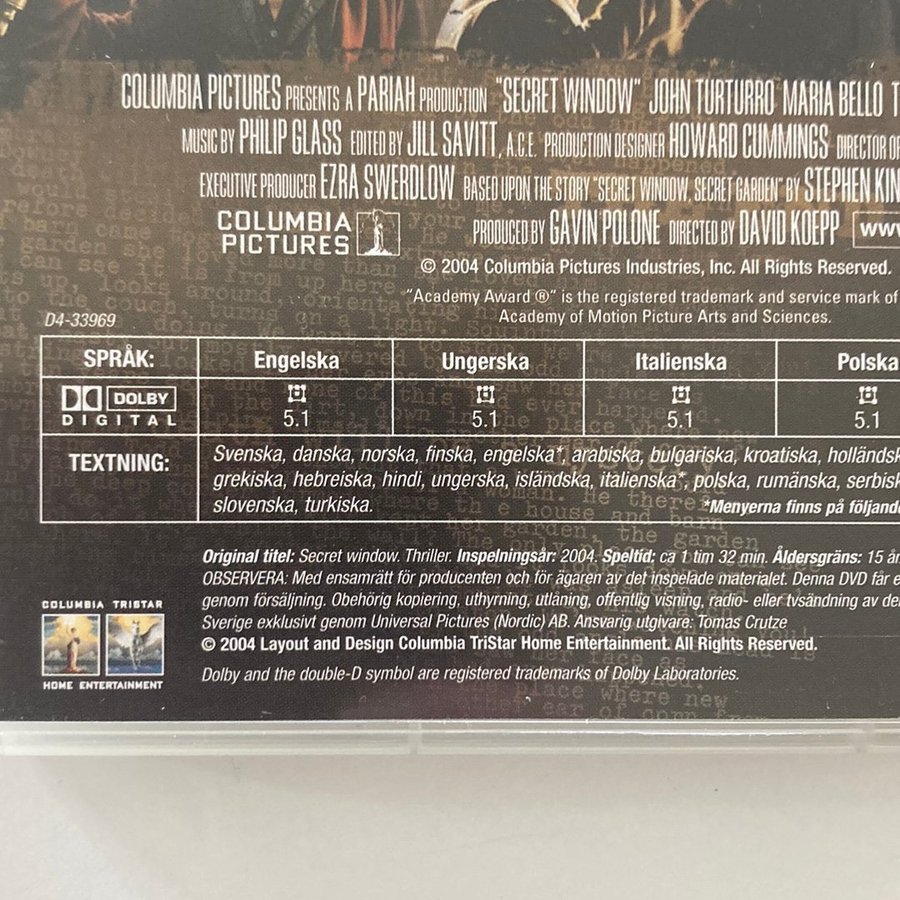 COLUMBIA PICTURES PRESENTS A PARIAH PRODUCTION "SECRET WINDOW" JOHN TURTURRO MARIA BELLO
MUSIC BY PHILIP GLASS EDITED BY JILL SAVITT, A.C.E. PRODUCTION DESIGNER HOWARD CUMMINGS DIRECTOR OF
EXECUTIVE PRODUCER EZRA SWERDLOW BASED UPON THE STORY "SECRET WINDOW, SECRET GARDEN" BY STEPHEN
COLUMBIA PICTURES
PRODUCED BY GAVIN POLONE DIRECTED BY DAVID KOEPP www
© 2004 Columbia Pictures Industries, Inc. All Rights Reserved.
"Academy Award ®" is the registered trademark and service mark of
Academy of Motion Picture Arts and Sciences.
D4-33969
SPRÅK: Engelska Ungerska Italienska Polska
DOLBY DIGITAL 5.1 5.1 5.1 5.1
TEXTNING: Svenska, danska, norska, finska, engelska*, arabiska, bulgariska, kroatiska,
grekiska, hebreiska, hindi, ungerska, isländska, italienska*, polska, rumänska,
slovenska, turkiska. *Menyerna finns på
Original titel: Secret window. Thriller. Inspelningsår: 2004. Speltid: ca 1 tim 32 min. Åldersgräns: 15
OBSERVERA: Med ensamrätt för producenten och för ägaren av det inspelade materialet. Denna DVD får
genom försäljning. Obehörig kopiering, uthyrning, utlåning, offentlig visning, radio- eller tvsändning av
Sverige exklusivt genom Universal Pictures (Nordic) AB. Ansvarig utgivare: Tomas Crutze
© 2004 Layout and Design Columbia TriStar Home Entertainment. All Rights Reserved.
Dolby and the double-D symbol are registered trademarks of Dolby Laboratories.
COLUMBIA TRISTAR
HOME ENTERTAINMENT